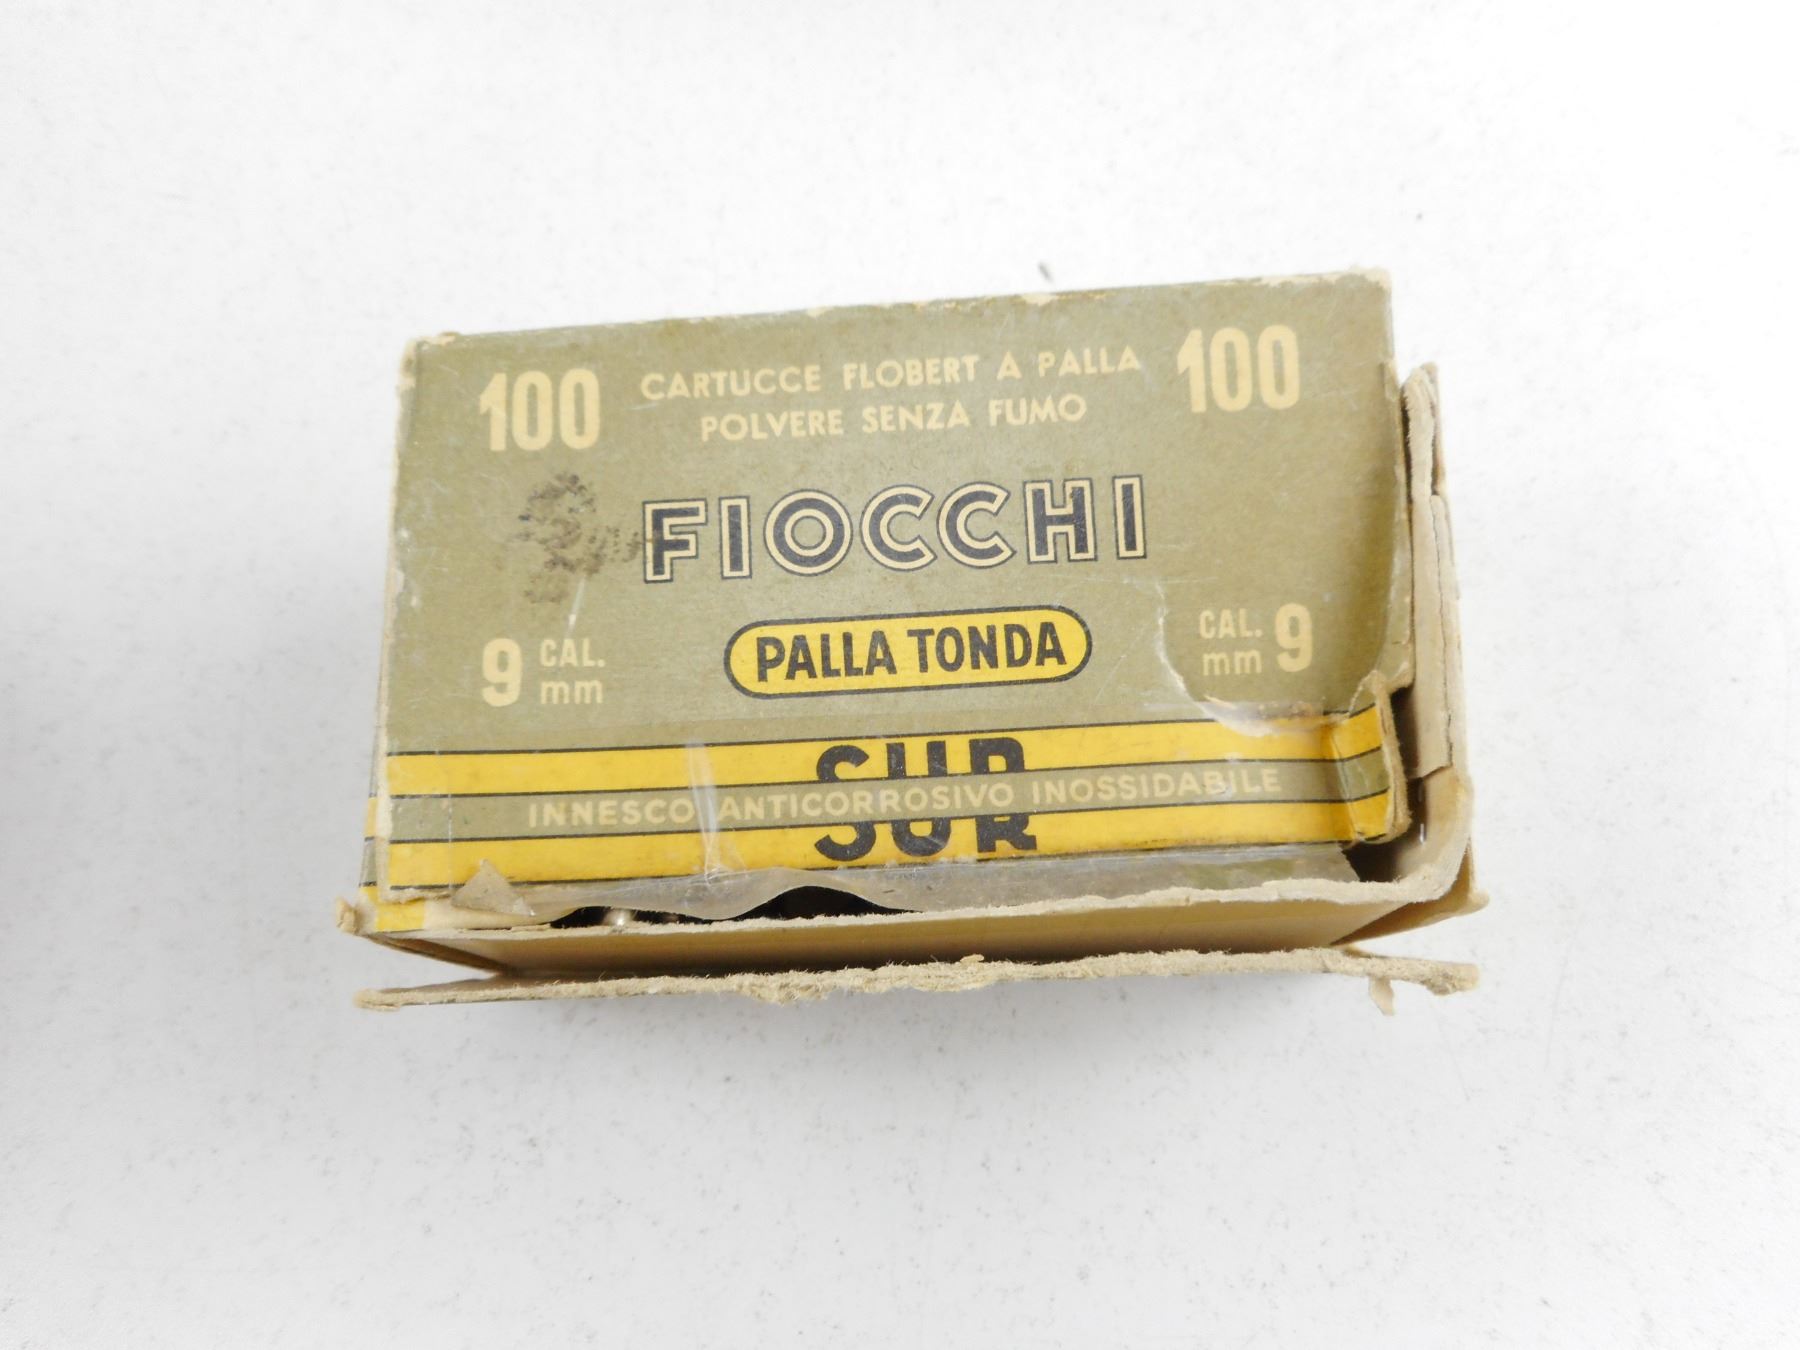 100 CARTUCCE FLOBERT A PALLA 100
POLVERE SENZA FUMO
FIOCCHI
9 CAL. mm PALLA TONDA CAL. mm 9
SUR
INNESCO ANTICORROSIVO INOSSIDABILE